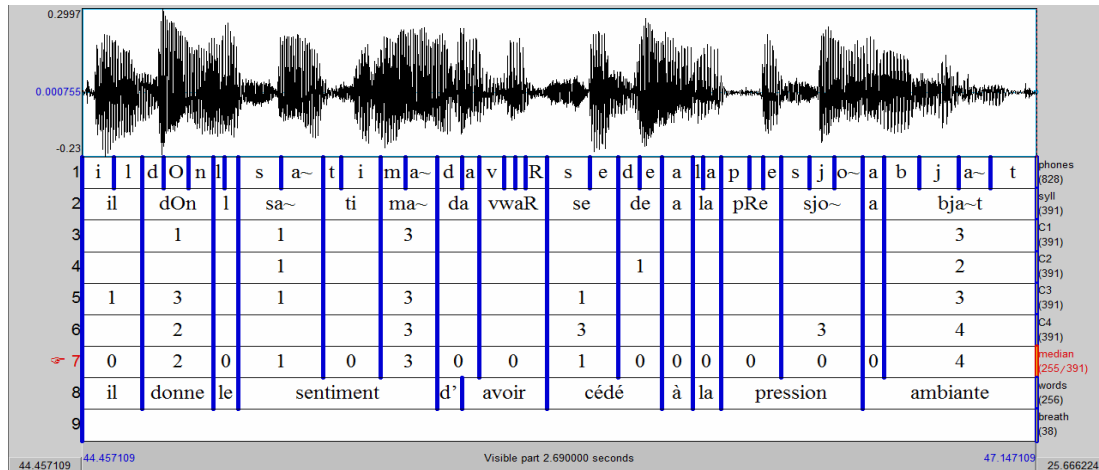 0.2997
0.000755
-0.23
1 i l d O n l s a~ t i ma~ d a v R s e d e a la p e s j o~ a b j a~ t phones (828)
2 il dOn l sa~ ti ma~ da vwaR se de a la pRe sjo~ a bja~t syll (391)
3 1 1 3 3 C1 (391)
4 1 1 2 C2 (391)
5 1 3 1 3 1 3 C3 (391)
6 2 3 3 3 4 C4 (391)
7 0 2 0 1 0 3 0 0 1 0 0 0 0 0 0 4 median (255/391)
8 il donne le sentiment d' avoir cédé à la pression ambiante words (256)
9 breath (38)
44.457109 44.457109 Visible part 2.690000 seconds 47.147109 25.666224